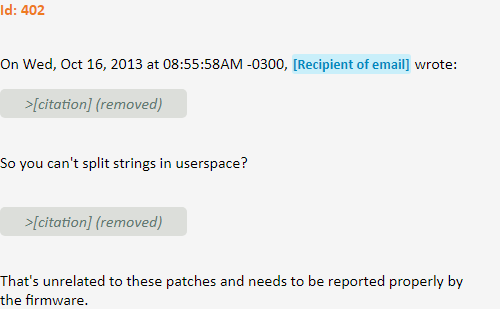 Id: 402
On Wed, Oct 16, 2013 at 08:55:58AM -0300, [Recipient of email] wrote:
>[citation] (removed)
So you can't split strings in userspace?
>[citation] (removed)
That's unrelated to these patches and needs to be reported properly by
the firmware.